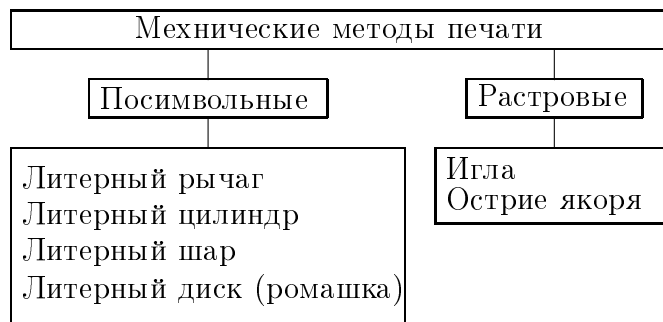 Мехнические методы печати
Посимвольные
Растровые
Литерный рычаг
Литерный цилиндр
Литерный шар
Литерный диск (ромашка)
Игла
Острие якоря